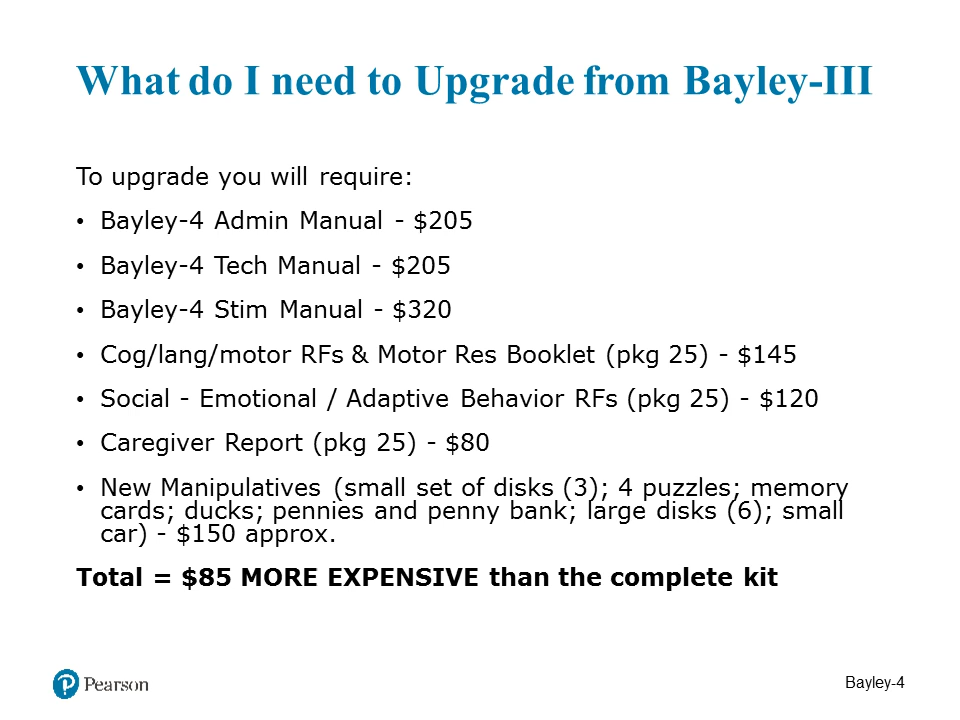 What do I need to Upgrade from Bayley-III
To upgrade you will require:
• Bayley-4 Admin Manual - $205
• Bayley-4 Tech Manual - $205
• Bayley-4 Stim Manual - $320
• Cog/lang/motor RFs & Motor Res Booklet (pkg 25) - $145
• Social - Emotional / Adaptive Behavior RFs (pkg 25) - $120
• Caregiver Report (pkg 25) - $80
• New Manipulatives (small set of disks (3); 4 puzzles; memory
cards; ducks; pennies and penny bank; large disks (6); small
car) - $150 approx.
Total = $85 MORE EXPENSIVE than the complete kit
Pearson
Bayley-4